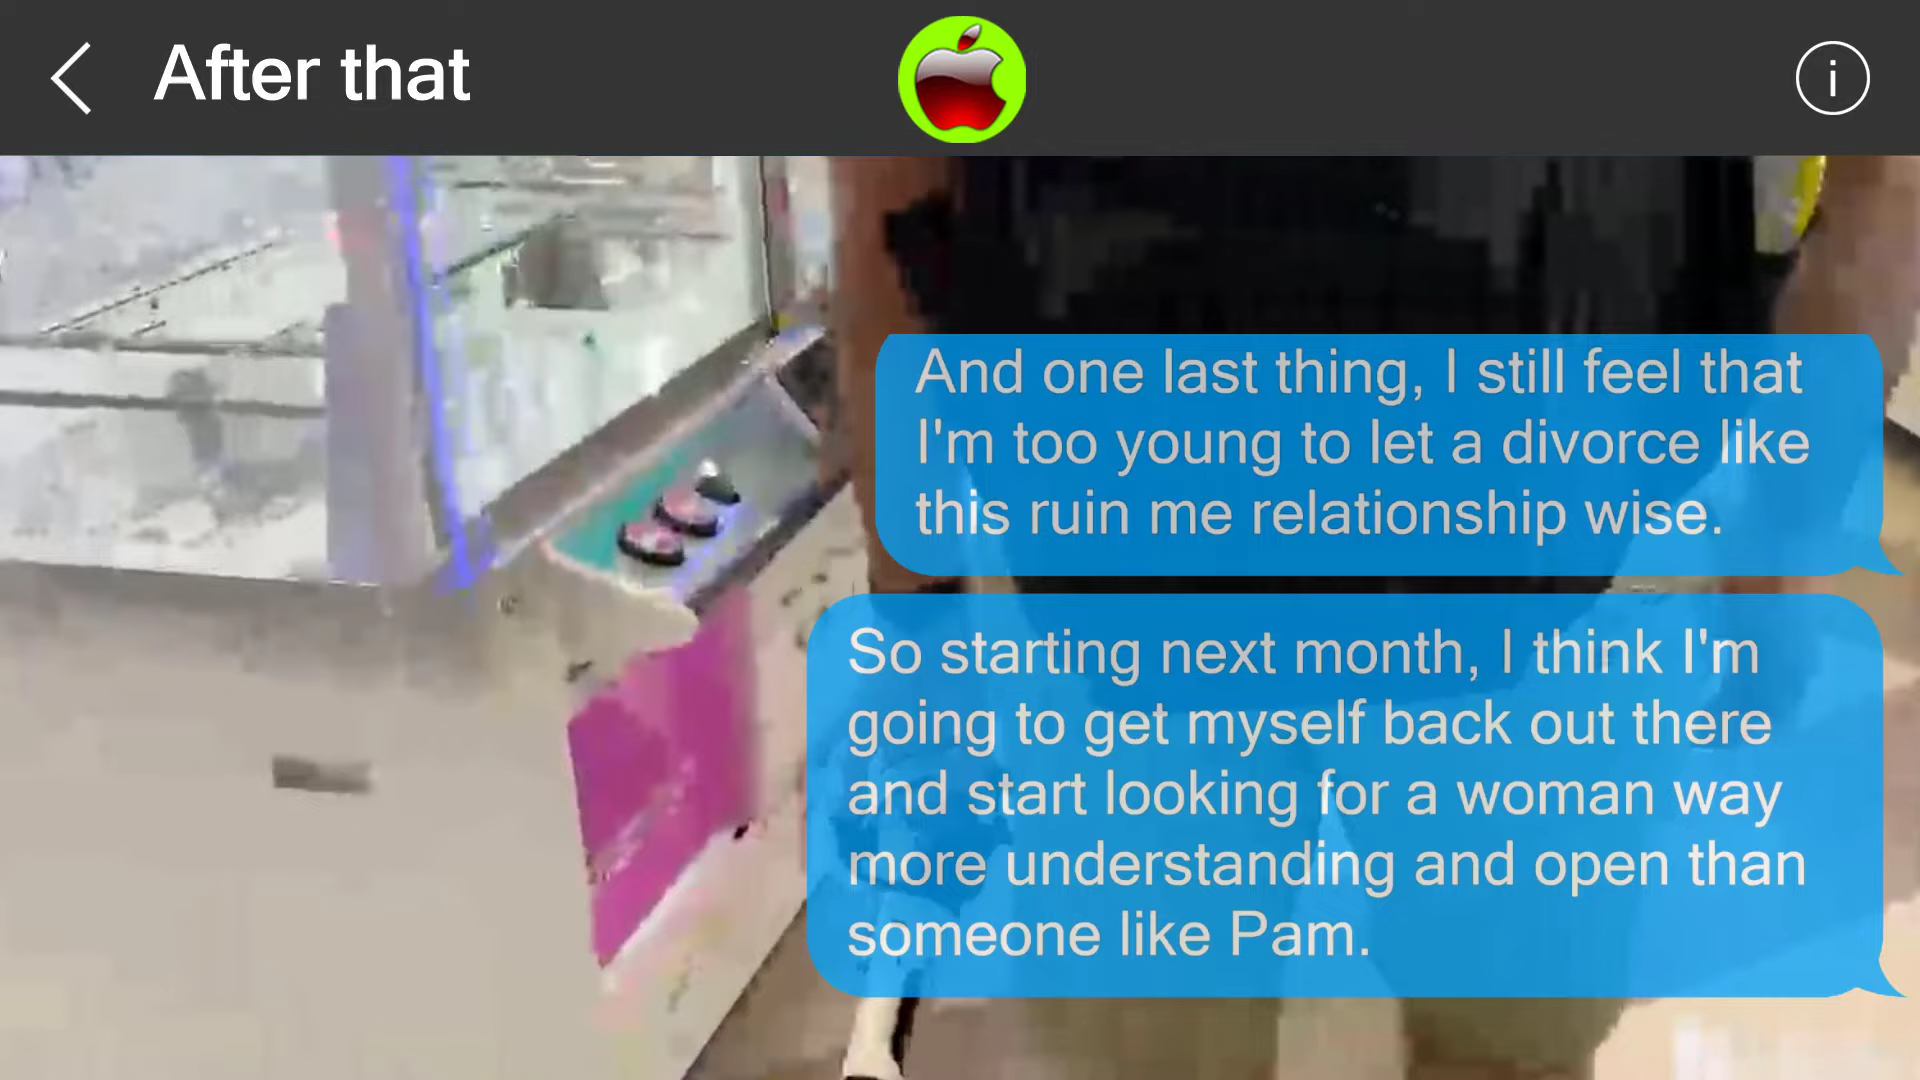 After that
i
And one last thing, I still feel that
I'm too young to let a divorce like
this ruin me relationship wise.
So starting next month, I think I'm
going to get myself back out there
and start looking for a woman way
more understanding and open than
someone like Pam.